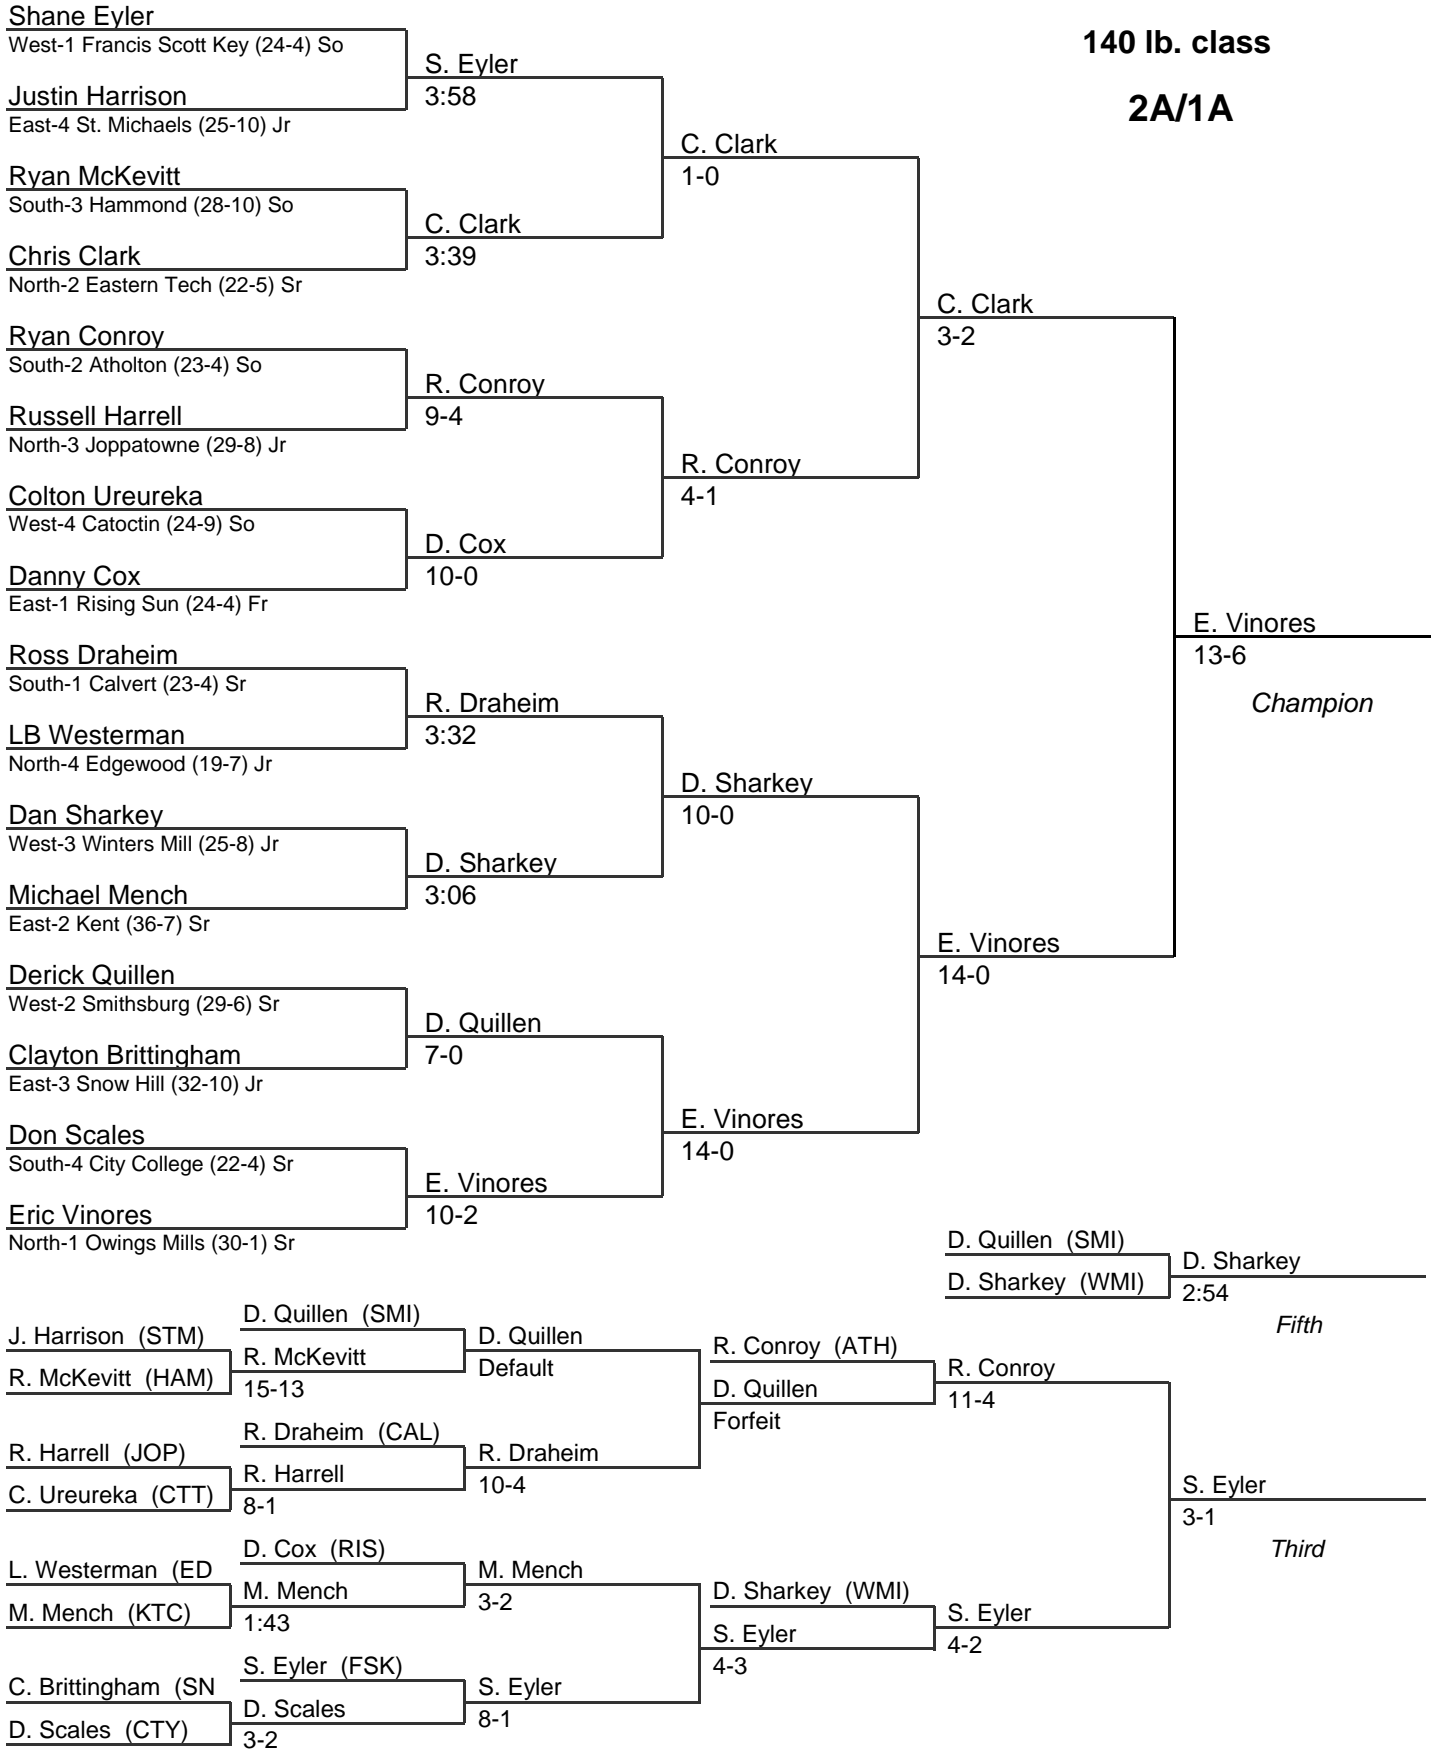 140 lb. class
2A/1A
Shane Eyler
West-1 Francis Scott Key (24-4) So
Justin Harrison
East-4 St. Michaels (25-10) Jr
Ryan McKevitt
South-3 Hammond (28-10) So
Chris Clark
North-2 Eastern Tech (22-5) Sr
Ryan Conroy
South-2 Atholton (23-4) So
Russell Harrell
North-3 Joppatowne (29-8) Jr
Colton Ureureka
West-4 Catoctin (24-9) So
Danny Cox
East-1 Rising Sun (24-4) Fr
Ross Draheim
South-1 Calvert (23-4) Sr
LB Westerman
North-4 Edgewood (19-7) Jr
Dan Sharkey
West-3 Winters Mill (25-8) Jr
Michael Mench
East-2 Kent (36-7) Sr
Derick Quillen
West-2 Smithsburg (29-6) Sr
Clayton Brittingham
East-3 Snow Hill (32-10) Jr
Don Scales
South-4 City College (22-4) Sr
Eric Vinores
North-1 Owings Mills (30-1) Sr
S. Eyler
3:58
C. Clark
3:39
R. Conroy
9-4
D. Cox
10-0
R. Draheim
3:32
D. Sharkey
3:06
D. Quillen
7-0
E. Vinores
10-2
C. Clark
1-0
R. Conroy
4-1
D. Sharkey
10-0
E. Vinores
14-0
C. Clark
3-2
E. Vinores
14-0
E. Vinores
13-6
Champion
D. Quillen (SMI)
D. Sharkey (WMI)
D. Sharkey
2:54
Fifth
J. Harrison (STM)
R. McKevitt (HAM)
R. Harrell (JOP)
C. Ureureka (CTT)
L. Westerman (ED
M. Mench (KTC)
C. Brittingham (SN
D. Scales (CTY)
D. Quillen (SMI)
R. McKevitt
15-13
R. Draheim (CAL)
R. Harrell
8-1
D. Cox (RIS)
M. Mench
1:43
S. Eyler (FSK)
D. Scales
3-2
D. Quillen
Default
R. Draheim
10-4
M. Mench
3-2
S. Eyler
8-1
R. Conroy (ATH)
D. Quillen
Forfeit
D. Sharkey (WMI)
S. Eyler
4-3
R. Conroy
11-4
S. Eyler
4-2
S. Eyler
3-1
Third